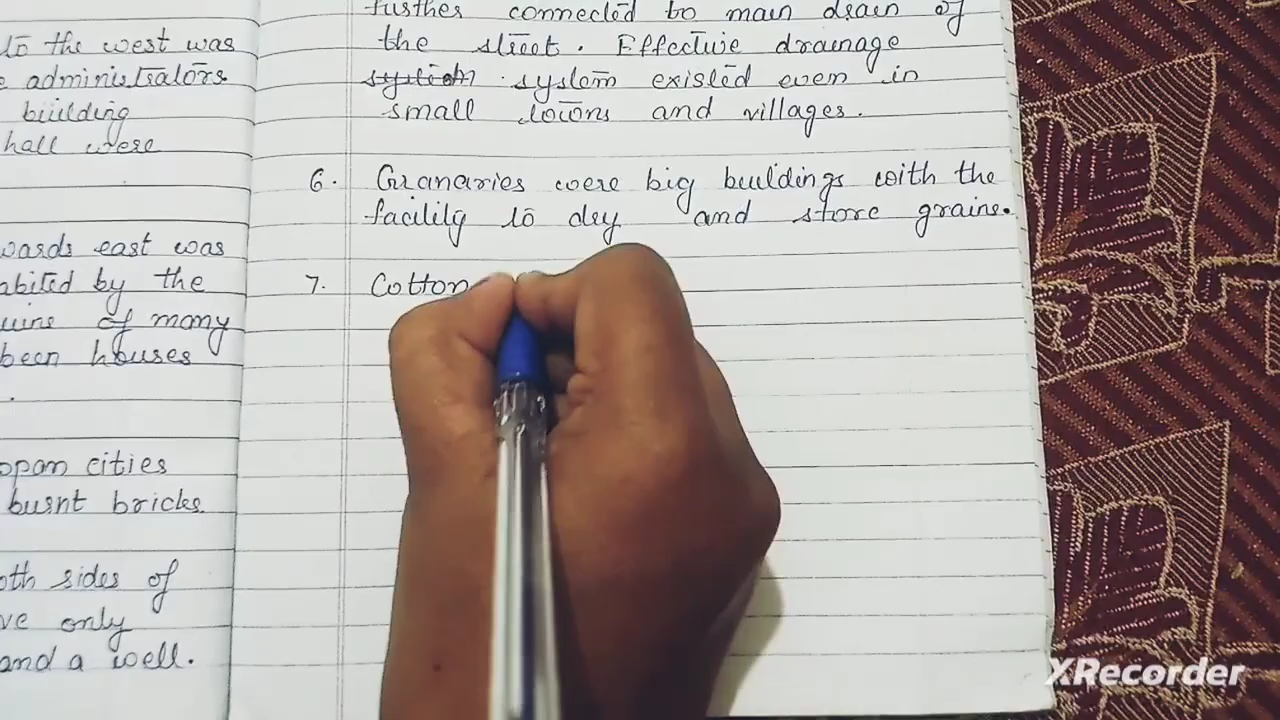 to the west was
administrators
building
hall were
wards east was
abited by the
uins of many
been houses
opan cities
burnt bricks
oth sides of
ve only
and a well.
further connected to main drain of
the street. Effective drainage
system system existed even in
small towns and villages.
6. Granaries were big buildings with the
facility to dry and store grains.
7. Cotton
XRecorder